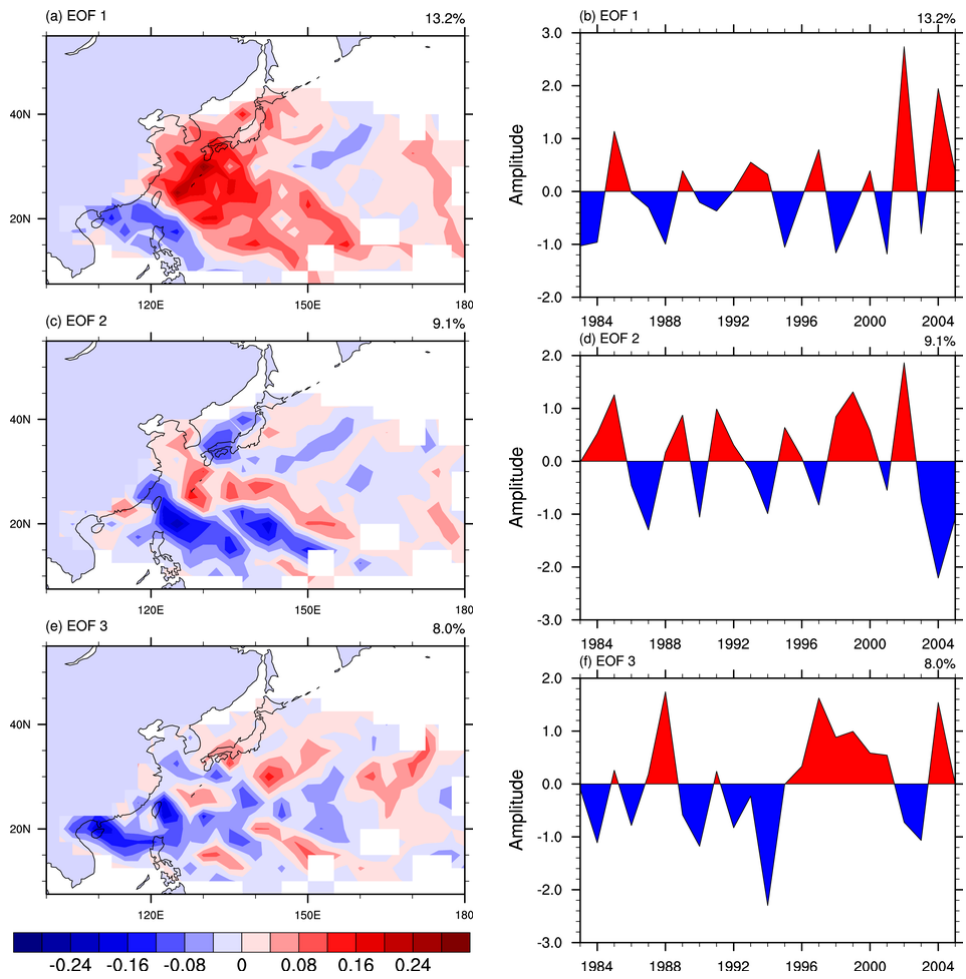 (a) EOF 1 13.2%
40N
20N
120E 150E 180
(b) EOF 1 13.2%
3.0
2.0
1.0
0.0
-1.0
-2.0
Amplitude
1984 1988 1992 1996 2000 2004
(c) EOF 2 9.1%
40N
20N
120E 150E 180
(d) EOF 2 9.1%
2.0
1.0
0.0
-1.0
-2.0
-3.0
Amplitude
1984 1988 1992 1996 2000 2004
(e) EOF 3 8.0%
40N
20N
120E 150E 180
(f) EOF 3 8.0%
2.0
1.0
0.0
-1.0
-2.0
-3.0
Amplitude
1984 1988 1992 1996 2000 2004
-0.24 -0.16 -0.08 0 0.08 0.16 0.24